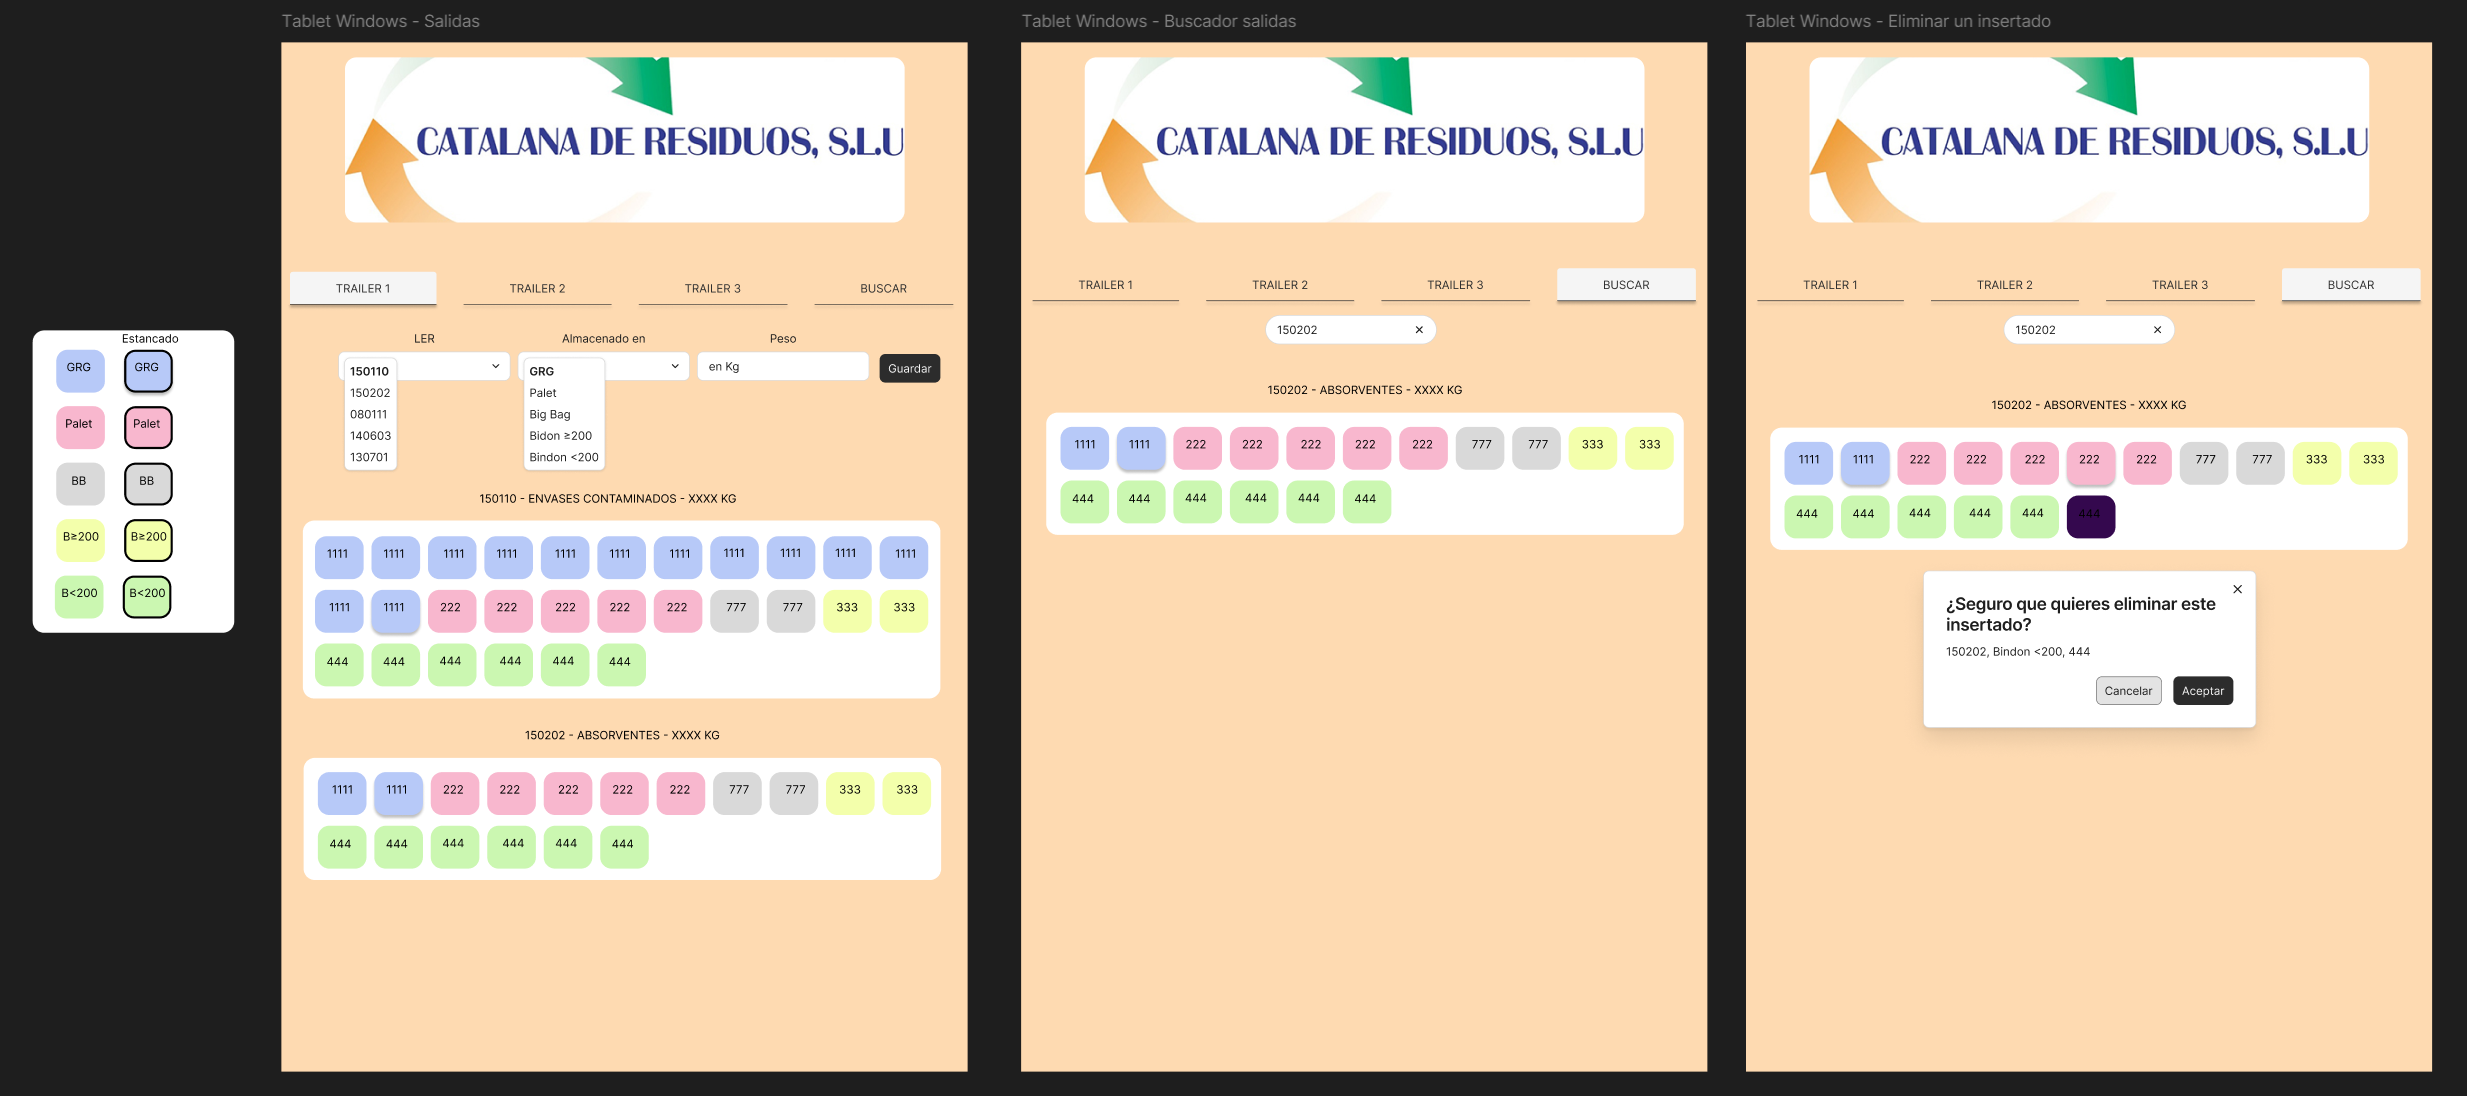 Tablet Windows - Salidas
Tablet Windows - Buscador salidas
Tablet Windows - Eliminar un insertado
Estancado
GRG GRG
Palet Palet
BB BB
B≥200 B≥200
B<200 B<200
CATALANA DE RESIDUOS, S.L.U
TRAILER 1 TRAILER 2 TRAILER 3 BUSCAR
LER Almacenado en Peso
en Kg Guardar
150110
150202
080111
140603
130701
GRG
Palet
Big Bag
Bidon ≥200
Bindon <200
150110 - ENVASES CONTAMINADOS - XXXX KG
1111 1111 1111 1111 1111 1111 1111 1111 1111 1111 1111
1111 1111 222 222 222 222 222 777 777 333 333
444 444 444 444 444 444
150202 - ABSORVENTES - XXXX KG
1111 1111 222 222 222 222 222 777 777 333 333
444 444 444 444 444 444
CATALANA DE RESIDUOS, S.L.U
TRAILER 1 TRAILER 2 TRAILER 3 BUSCAR
150202
150202 - ABSORVENTES - XXXX KG
1111 1111 222 222 222 222 222 777 777 333 333
444 444 444 444 444 444
CATALANA DE RESIDUOS, S.L.U
TRAILER 1 TRAILER 2 TRAILER 3 BUSCAR
150202
150202 - ABSORVENTES - XXXX KG
1111 1111 222 222 222 222 222 777 777 333 333
444 444 444 444 444 444
¿Seguro que quieres eliminar este
insertado?
150202, Bindon <200, 444
Cancelar Aceptar